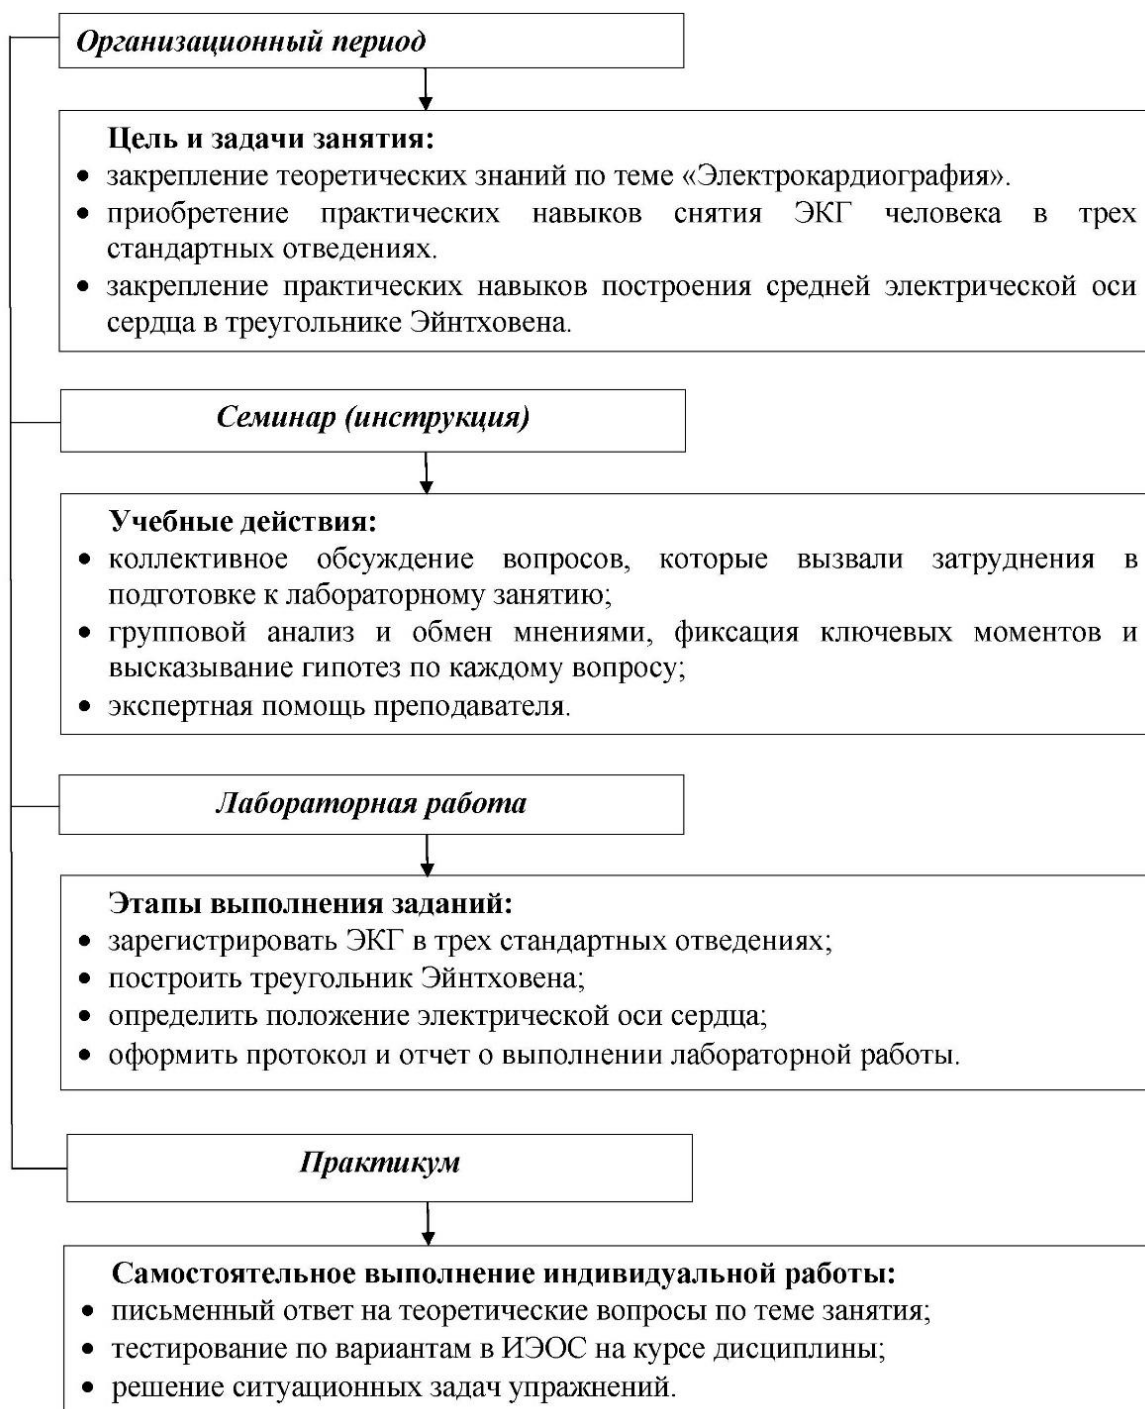 Организационный период
Цель и задачи занятия:
• закрепление теоретических знаний по теме «Электрокардиография».
• приобретение практических навыков снятия ЭКГ человека в трех
стандартных отведениях.
• закрепление практических навыков построения средней электрической оси
сердца в треугольнике Эйнтховена.
Семинар (инструкция)
Учебные действия:
• коллективное обсуждение вопросов, которые вызвали затруднения в
подготовке к лабораторному занятию;
• групповой анализ и обмен мнениями, фиксация ключевых моментов и
высказывание гипотез по каждому вопросу;
• экспертная помощь преподавателя.
Лабораторная работа
Этапы выполнения заданий:
• зарегистрировать ЭКГ в трех стандартных отведениях;
• построить треугольник Эйнтховена;
• определить положение электрической оси сердца;
• оформить протокол и отчет о выполнении лабораторной работы.
Практикум
Самостоятельное выполнение индивидуальной работы:
• письменный ответ на теоретические вопросы по теме занятия;
• тестирование по вариантам в ИЭОС на курсе дисциплины;
• решение ситуационных задач упражнений.